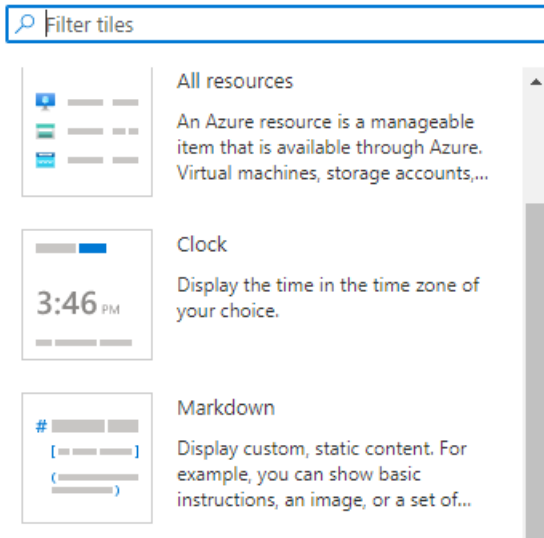 Filter tiles
All resources
An Azure resource is a manageable
item that is available through Azure.
Virtual machines, storage accounts,...
Clock
3:46 PM
Display the time in the time zone of
your choice.
Markdown
# 
[ ]
( )
Display custom, static content. For
example, you can show basic
instructions, an image, or a set of...